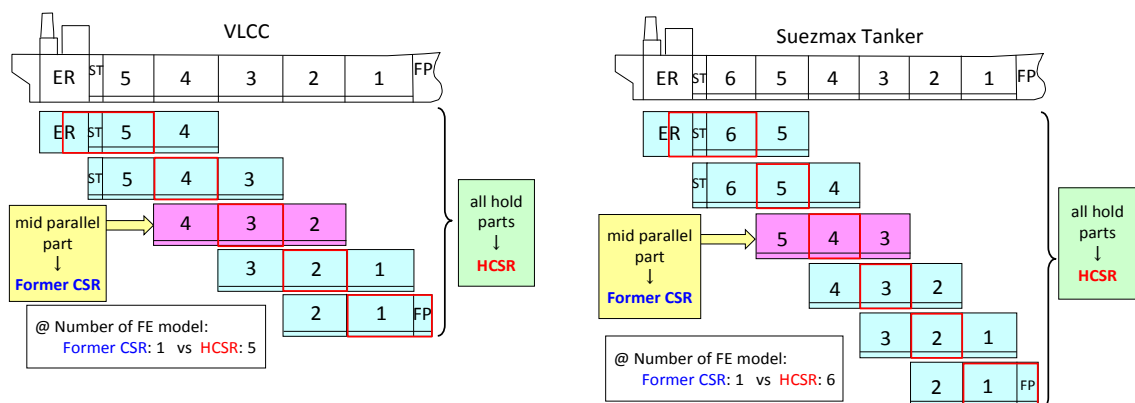 VLCC
ER ST 5 4 3 2 1 FP
ER ST 5 4
ST 5 4 3
4 3 2
3 2 1
2 1 FP
mid parallel
part
↓
Former CSR
all hold
parts
↓
HCSR
@ Number of FE model:
Former CSR: 1 vs HCSR: 5
Suezmax Tanker
ER ST 6 5 4 3 2 1 FP
ER ST 6 5
ST 6 5 4
5 4 3
4 3 2
3 2 1
2 1 FP
mid parallel
part
↓
Former CSR
all hold
parts
↓
HCSR
@ Number of FE model:
Former CSR: 1 vs HCSR: 6